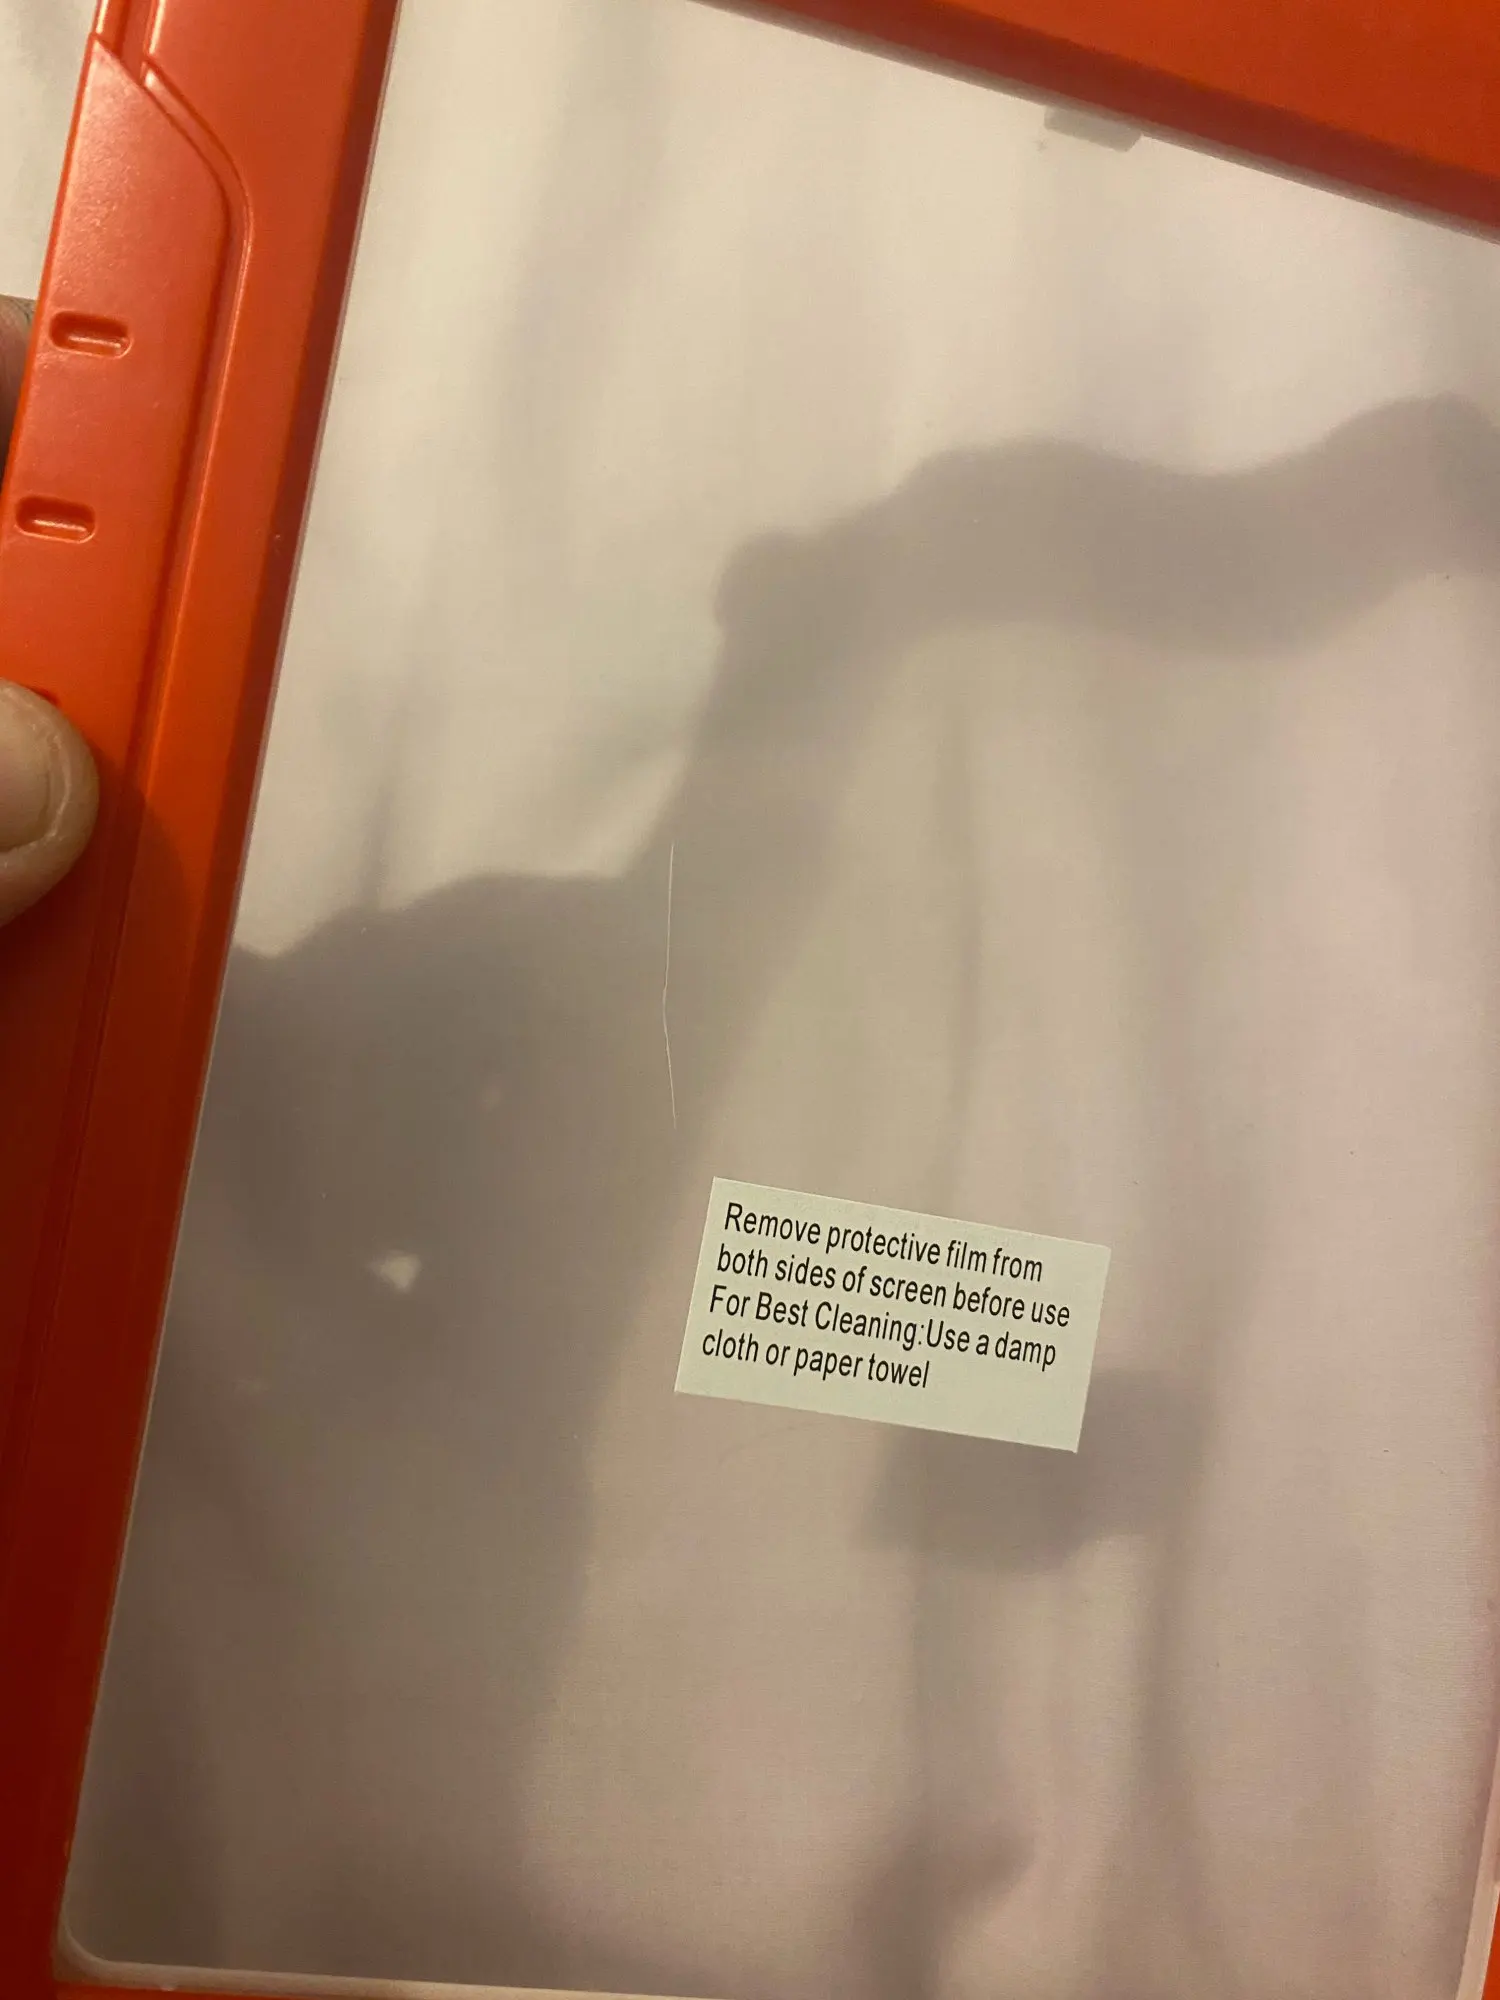 Remove protective film from
both sides of screen before use
For Best Cleaning:Use a damp
cloth or paper towel